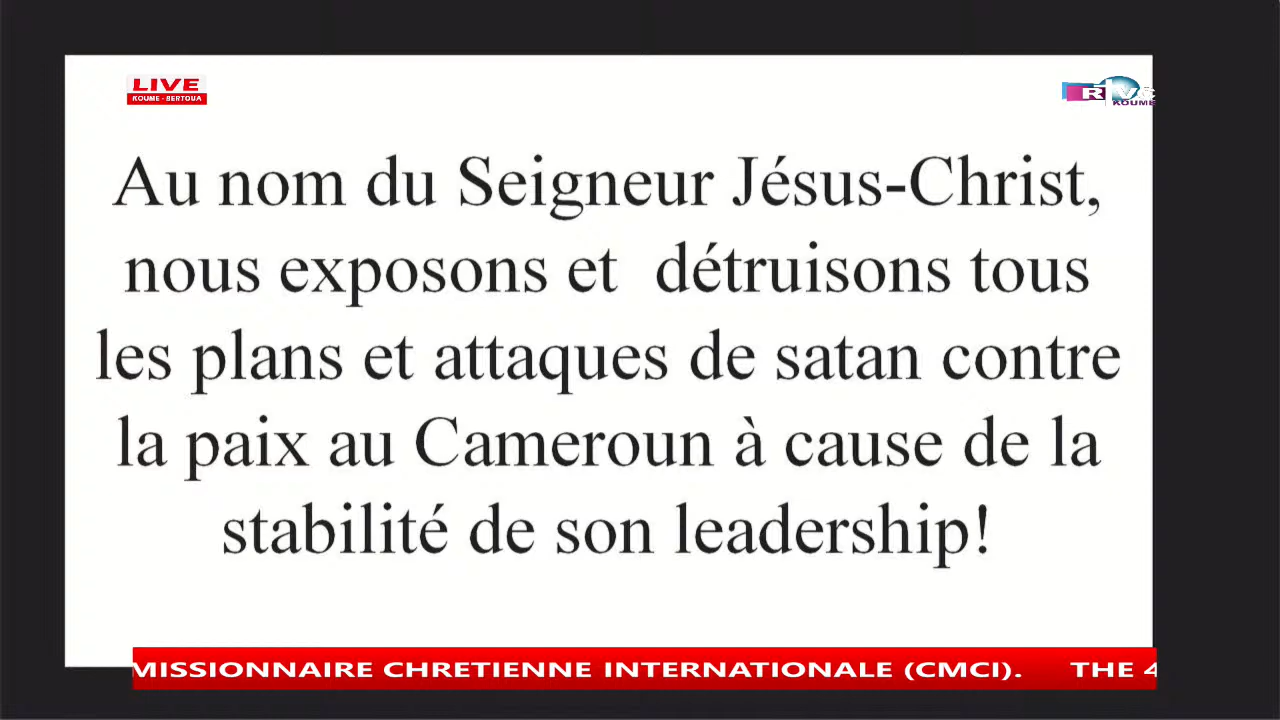 LIVE
KOUME - BERTOUA
RTVC
KOUME
Au nom du Seigneur Jésus-Christ,
nous exposons et  détruisons tous
les plans et attaques de satan contre
la paix au Cameroun à cause de la
stabilité de son leadership!
MISSIONNAIRE CHRETIENNE INTERNATIONALE (CMCI).     THE 4